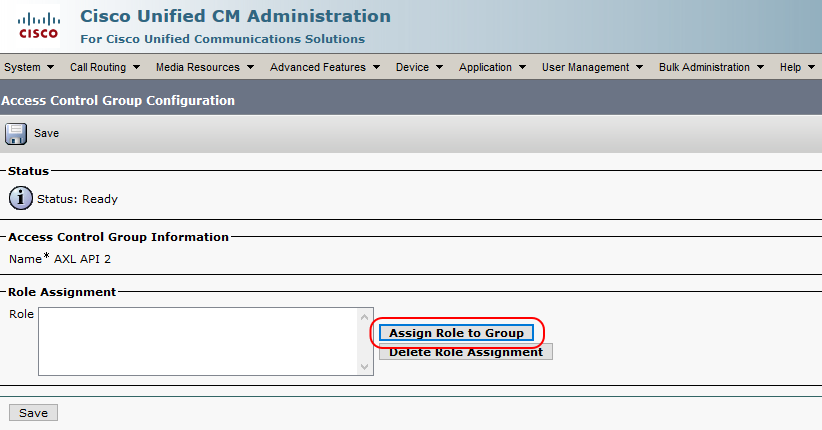 Cisco Unified CM Administration
CISCO
For Cisco Unified Communications Solutions
System Call Routing Media Resources Advanced Features Device Application User Management Bulk Administration Help
Access Control Group Configuration
Save
Status
i Status: Ready
Access Control Group Information
Name* AXL API 2
Role Assignment
Role
Assign Role to Group
Delete Role Assignment
Save